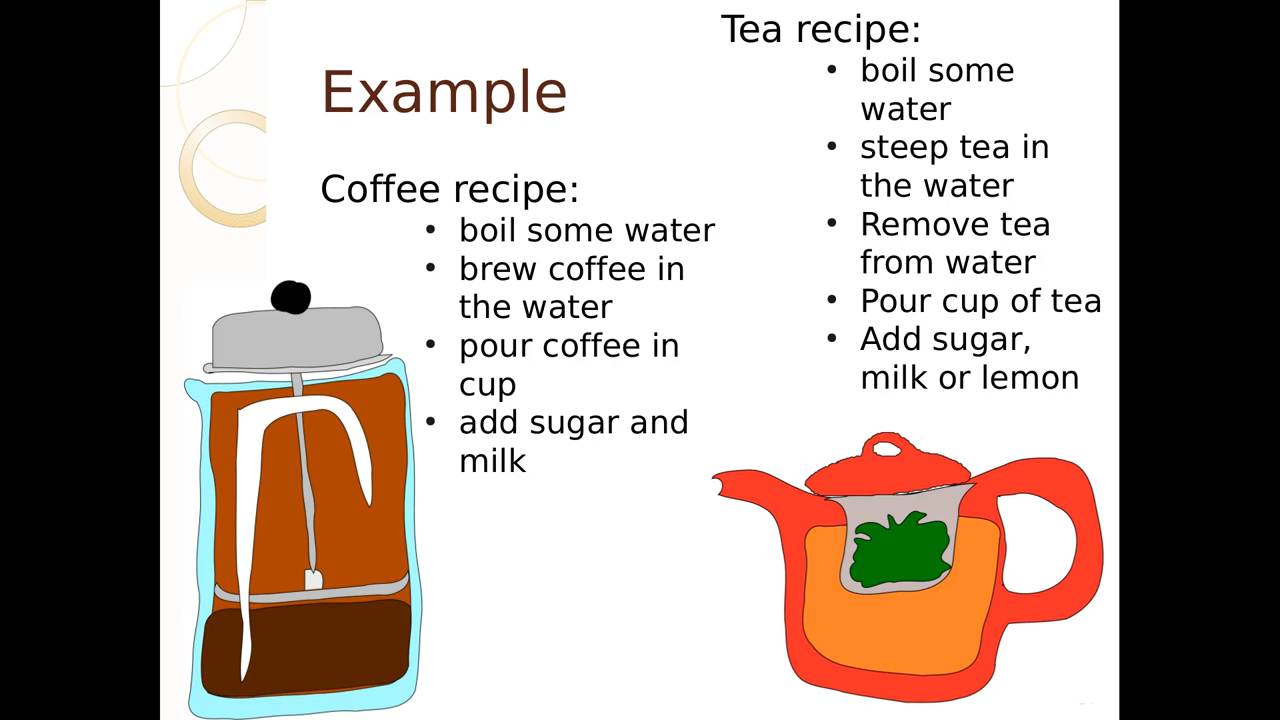 Example
Coffee recipe:
• boil some water
• brew coffee in
the water
• pour coffee in
cup
• add sugar and
milk
Tea recipe:
• boil some
water
• steep tea in
the water
• Remove tea
from water
• Pour cup of tea
• Add sugar,
milk or lemon